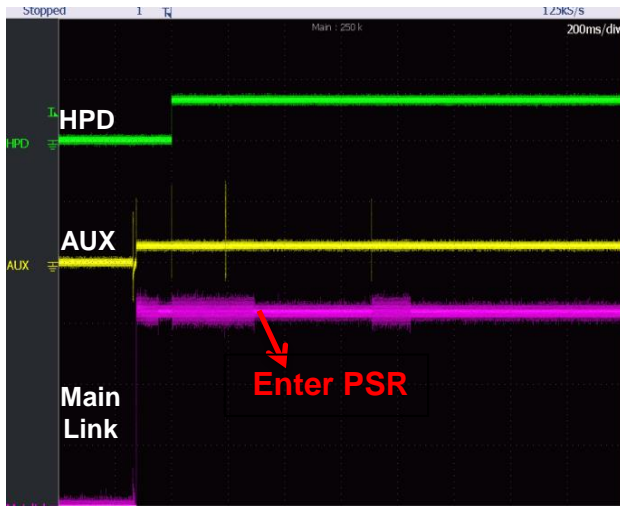 Stopped 1 125kS/s
Main : 250 k 200ms/div
HPD
HPD
AUX
AUX
Enter PSR
Main
Link